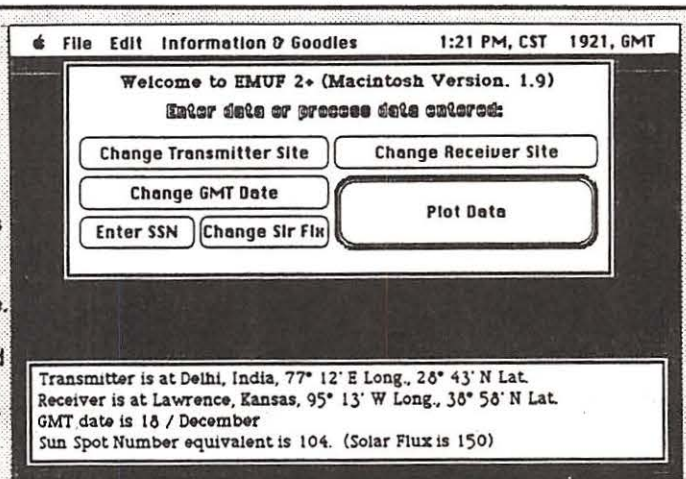 File Edit Information & Goodies 1:21 PM, CST 1921, GMT
Welcome to EMUF 2+ (Macintosh Version. 1.9)
Enter data or process data entered:
Change Transmitter Site Change Receiver Site
Change GMT Date
Plot Data
Enter SSN Change Slr Flx
Transmitter is at Delhi, India, 77° 12' E Long., 28° 43' N Lat.
Receiver is at Lawrence, Kansas, 95° 13' W Long., 38° 58' N Lat.
GMT date is 18 / December
Sun Spot Number equivalent is 104. (Solar Flux is 150)